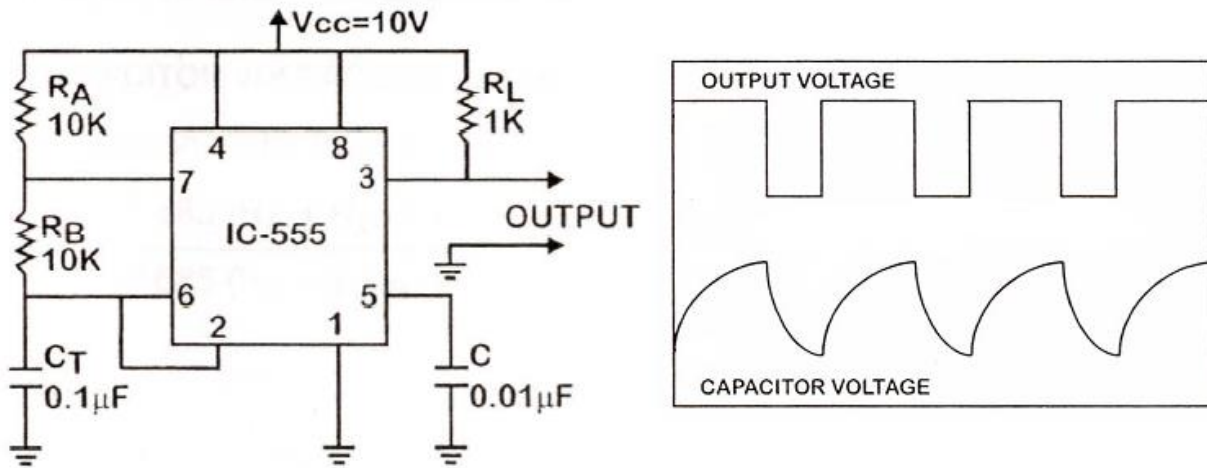 Vcc=10V
RA
10K
RL
1K
4
8
7
3
RB
10K
IC-555
OUTPUT
6
5
2
1
CT
0.1µF
C
0.01µF
OUTPUT VOLTAGE
CAPACITOR VOLTAGE